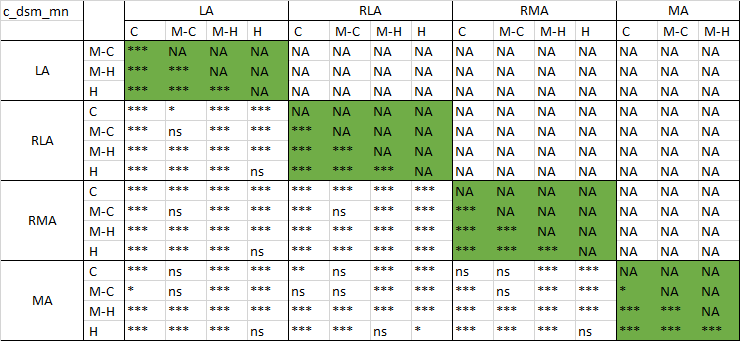 c_dsm_mn LA RLA RMA MA
C M-C M-H H C M-C M-H H C M-C M-H H C M-C M-H
LA M-C *** NA NA NA NA NA NA NA NA NA NA NA NA NA NA
M-H *** *** NA NA NA NA NA NA NA NA NA NA NA NA NA
H *** *** *** NA NA NA NA NA NA NA NA NA NA NA NA
RLA C *** * *** *** NA NA NA NA NA NA NA NA NA NA NA
M-C *** ns *** *** *** NA NA NA NA NA NA NA NA NA NA
M-H *** *** *** *** *** *** NA NA NA NA NA NA NA NA NA
H *** *** *** ns *** *** *** NA NA NA NA NA NA NA NA
RMA C *** *** *** *** *** *** *** *** NA NA NA NA NA NA NA
M-C *** ns *** *** *** ns *** *** *** NA NA NA NA NA NA
M-H *** *** *** *** *** *** *** *** *** *** NA NA NA NA NA
H *** *** *** ns *** *** *** *** *** *** *** NA NA NA NA
MA C *** ns *** *** ** ns *** *** ns ns *** *** NA NA NA
M-C * ns *** *** ns ns *** *** *** ns *** *** * NA NA
M-H *** *** *** *** *** *** *** *** *** *** *** *** *** *** NA
H *** *** *** ns *** *** ns * *** *** *** ns *** *** ***